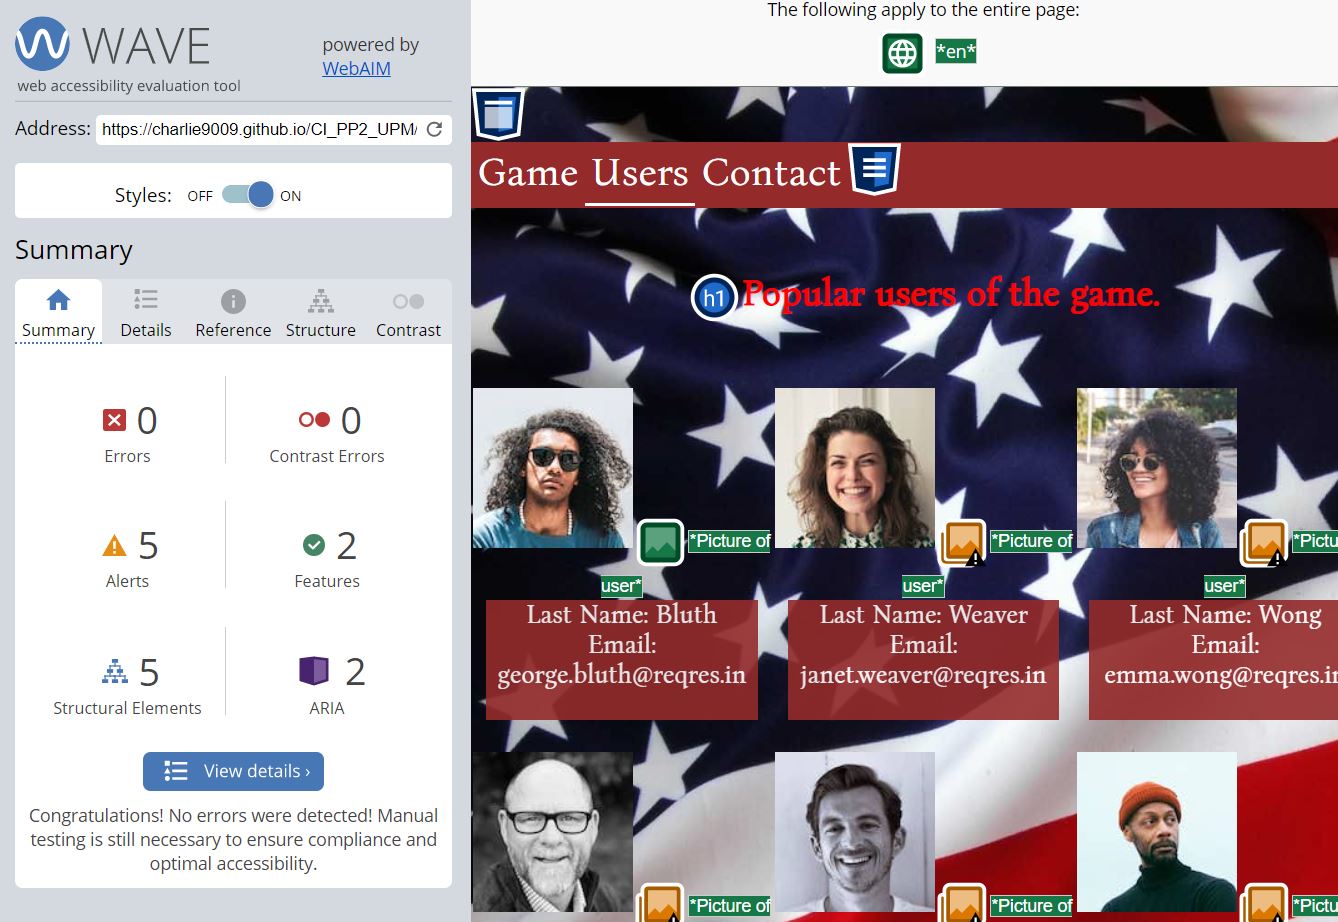 WAVE
web accessibility evaluation tool
powered by
WebAIM
Address: https://charlie9009.github.io/CI_PP2_UPM/
Styles: OFF ON
Summary
Summary Details Reference Structure Contrast
0 Errors
0 Contrast Errors
5 Alerts
2 Features
5 Structural Elements
2 ARIA
View details ›
Congratulations! No errors were detected! Manual
testing is still necessary to ensure compliance and
optimal accessibility.
The following apply to the entire page:
*en*
Game Users Contact
h1 Popular users of the game.
*Picture of
user*
Last Name: Bluth
Email:
george.bluth@reqres.in
*Picture of
user*
Last Name: Weaver
Email:
janet.weaver@reqres.in
*Pictu
user*
Last Name: Wong
Email:
emma.wong@reqres.in
*Picture of
*Picture of
*Pictu